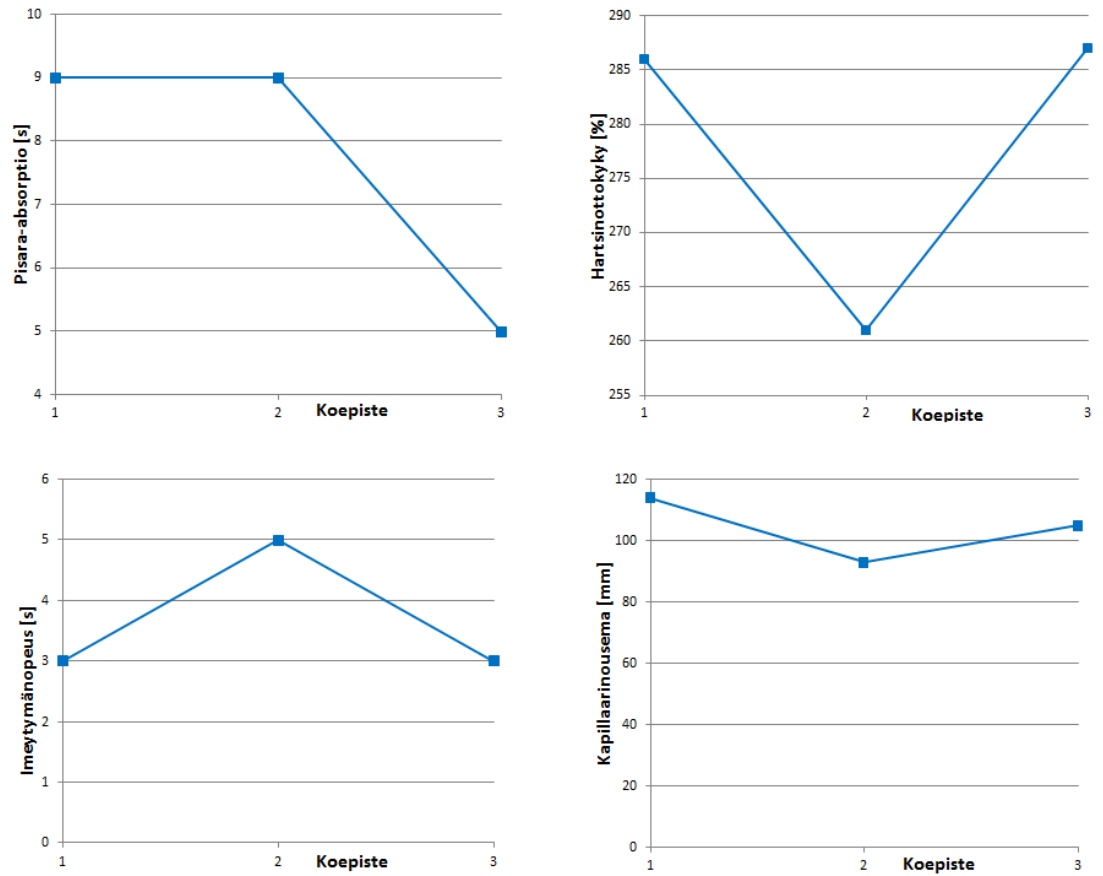 10
9
8
7
6
5
4
Pisara-absorptio [s]
1 2 3
Koepiste
290
285
280
275
270
265
260
255
Hartsinottokyky [%]
1 2 3
Koepiste
6
5
4
3
2
1
0
Imeytymänopeus [s]
1 2 3
Koepiste
120
100
80
60
40
20
0
Kapillaarinousema [mm]
1 2 3
Koepiste